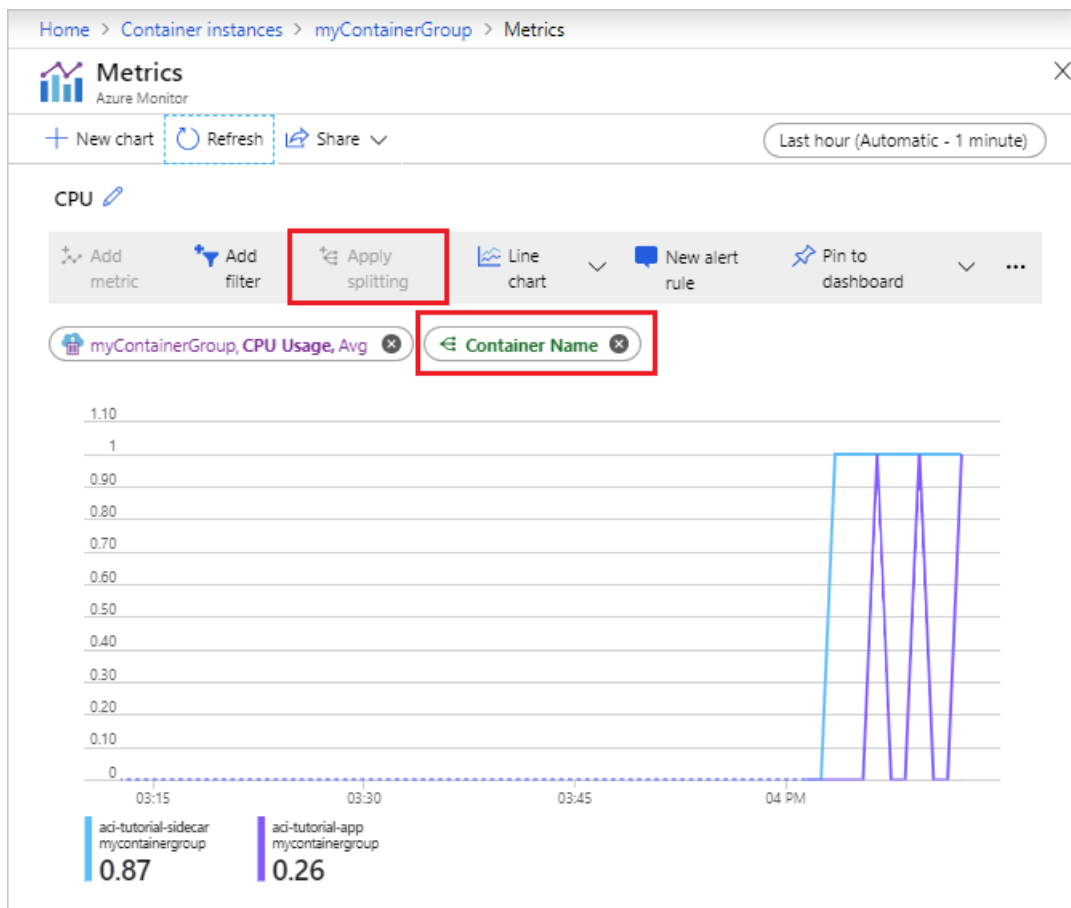 Home > Container instances > myContainerGroup > Metrics
Metrics
Azure Monitor
New chart Refresh Share Last hour (Automatic - 1 minute)
CPU
Add metric
Add filter
Apply splitting
Line chart
New alert rule
Pin to dashboard
...
myContainerGroup, CPU Usage, Avg Container Name
1.10
1
0.90
0.80
0.70
0.60
0.50
0.40
0.30
0.20
0.10
0
03:15 03:30 03:45 04 PM
aci-tutorial-sidecar
mycontainergroup
0.87
aci-tutorial-app
mycontainergroup
0.26